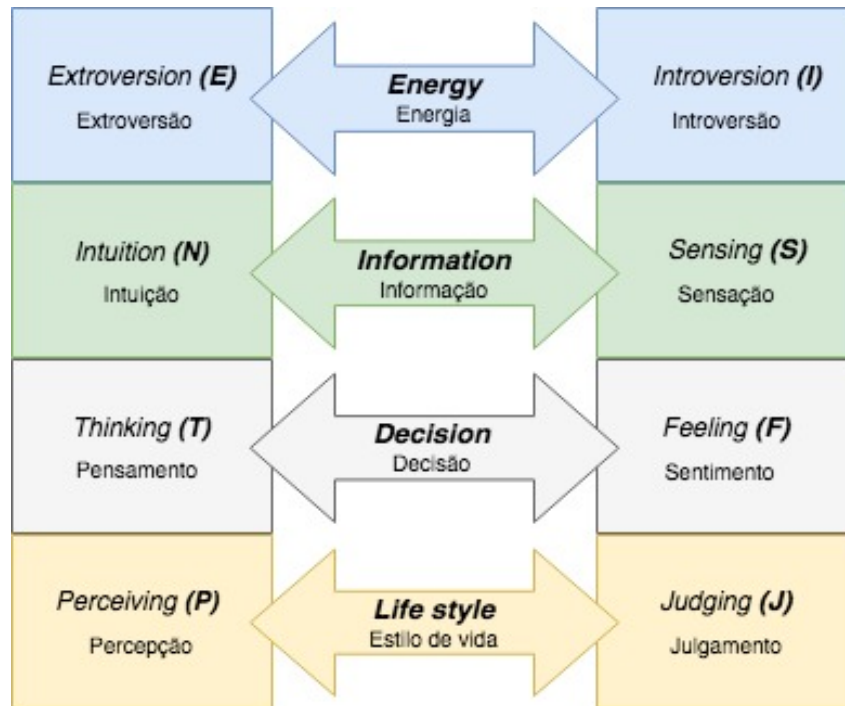 Extroversion (E)
Extroversão
Energy
Energia
Introversion (I)
Introversão
Intuition (N)
Intuição
Information
Informação
Sensing (S)
Sensação
Thinking (T)
Pensamento
Decision
Decisão
Feeling (F)
Sentimento
Perceiving (P)
Percepção
Life style
Estilo de vida
Judging (J)
Julgamento